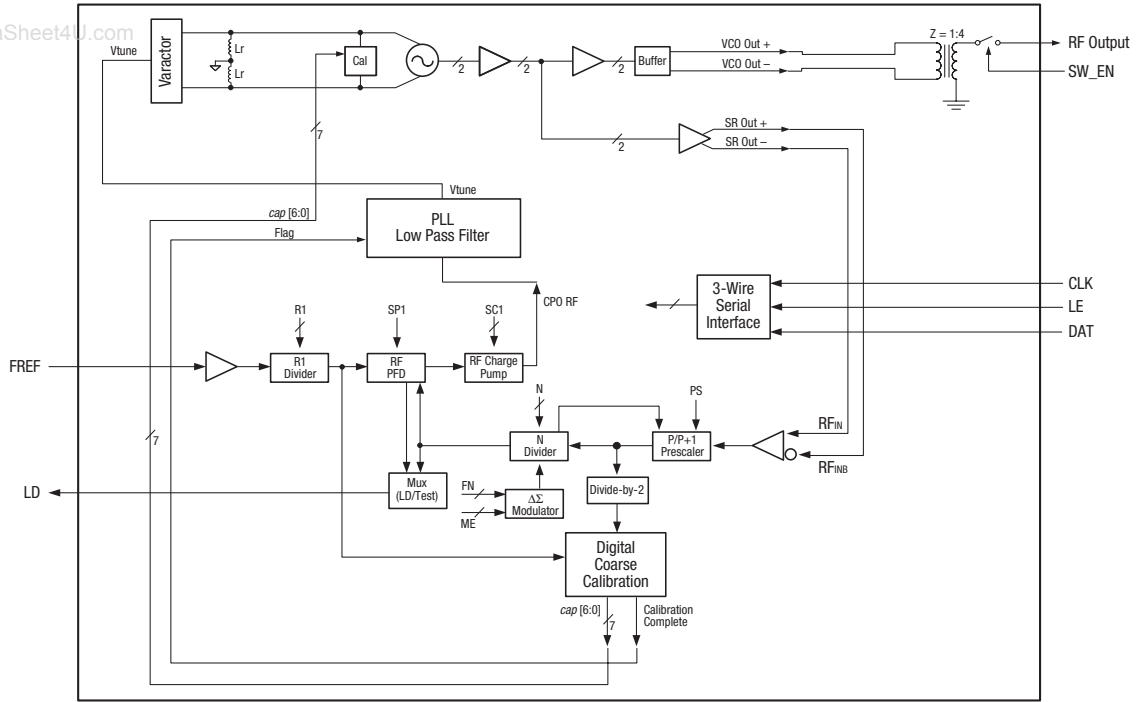 aSheet4U.com
Vtune
Varactor
Lr
Lr
Cal
2
2
2
Buffer
VCO Out +
VCO Out –
Z = 1:4
RF Output
SW_EN
7
2
SR Out +
SR Out –
Vtune
cap [6:0]
Flag
PLL
Low Pass Filter
CPO RF
3-Wire
Serial
Interface
CLK
LE
DAT
R1
SP1
SC1
FREF
R1
Divider
RF
PFD
RF Charge
Pump
N
PS
7
N
Divider
P/P+1
Prescaler
RFIN
RFINB
LD
Mux
(LD/Test)
FN
ME
ΔΣ
Modulator
Divide-by-2
Digital
Coarse
Calibration
cap [6:0]
7
Calibration
Complete